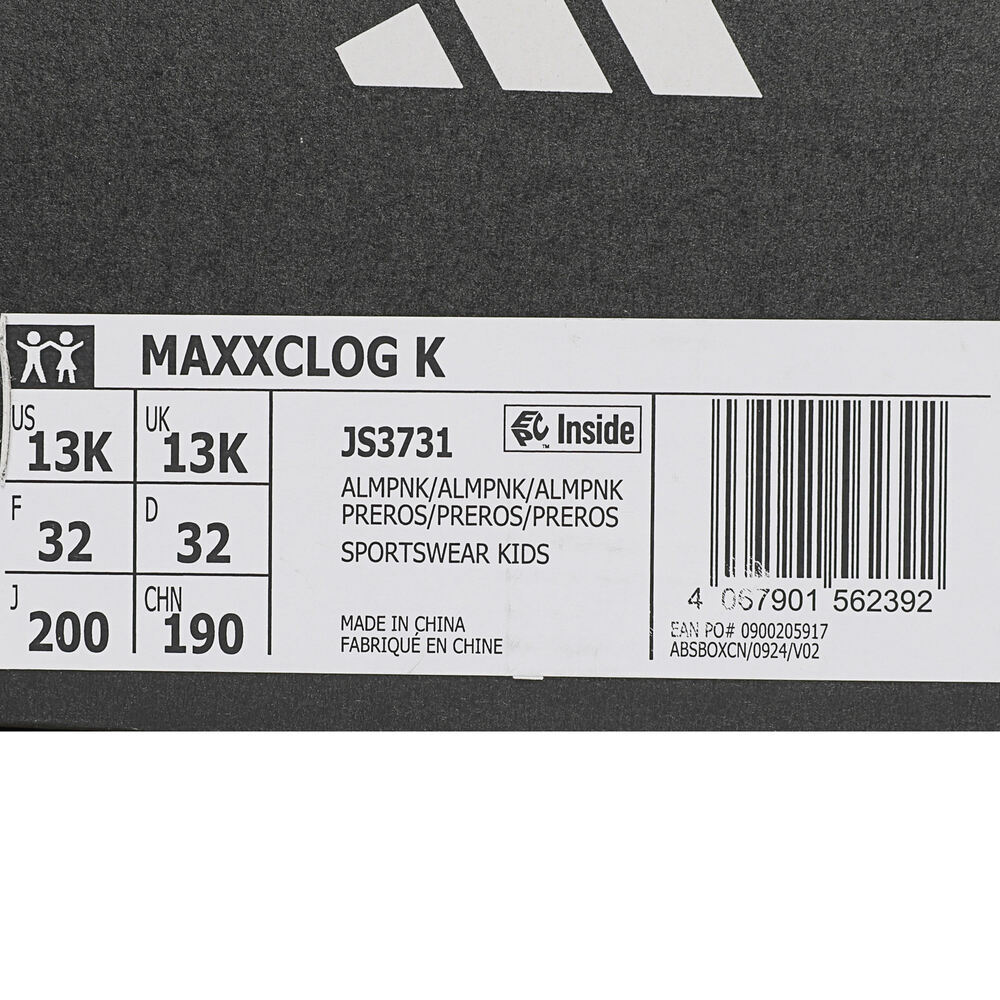 MAXXCLOG K
US
13K
UK
13K
F
32
D
32
J
200
CHN
190
JS3731
EPC Inside
™
ALMPNK/ALMPNK/ALMPNK
PREROS/PREROS/PREROS
SPORTSWEAR KIDS
MADE IN CHINA
FABRIQUÉ EN CHINE
4 067901 562392
EAN PO# 0900205917
ABSBOXCN/0924/V02